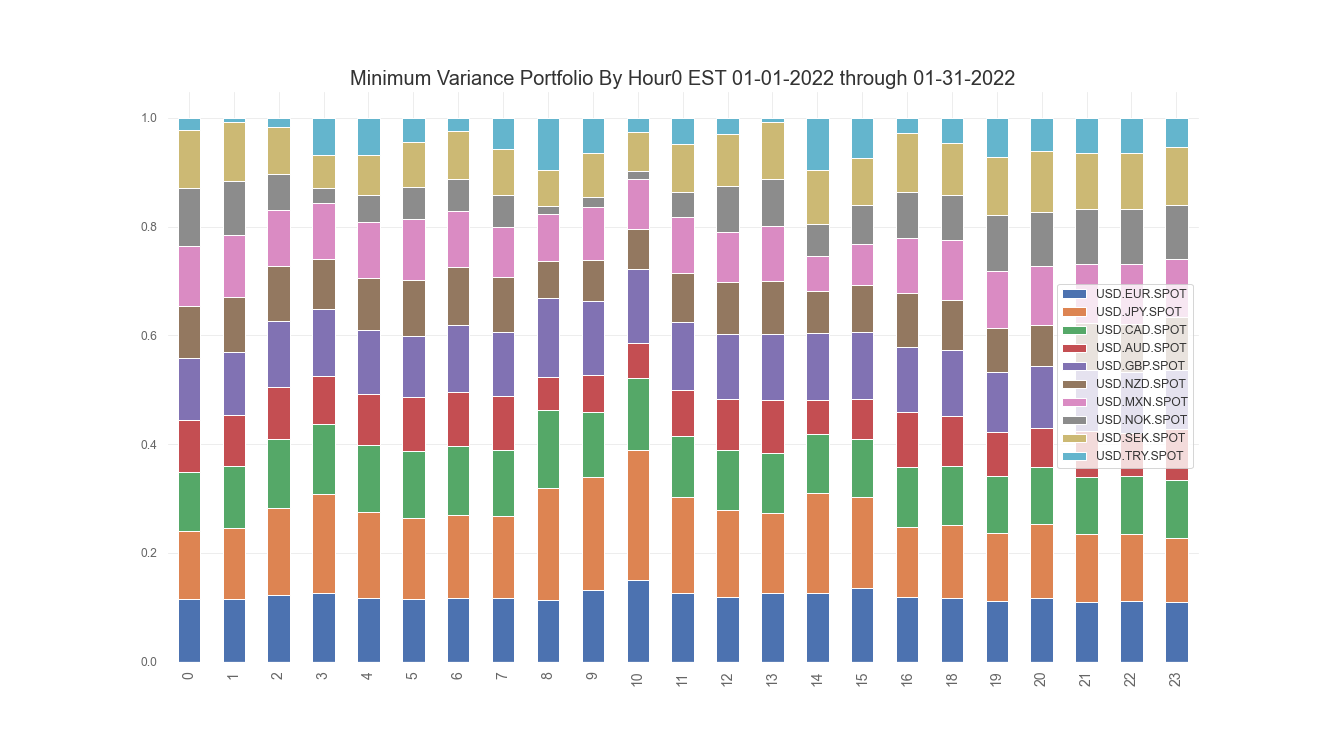 Minimum Variance Portfolio By Hour0 EST 01-01-2022 through 01-31-2022
1.0
0.8
0.6
0.4
0.2
0.0
USD.EUR.SPOT
USD.JPY.SPOT
USD.CAD.SPOT
USD.AUD.SPOT
USD.GBP.SPOT
USD.NZD.SPOT
USD.MXN.SPOT
USD.NOK.SPOT
USD.SEK.SPOT
USD.TRY.SPOT
0 1 2 3 4 5 6 7 8 9 10 11 12 13 14 15 16 18 19 20 21 22 23